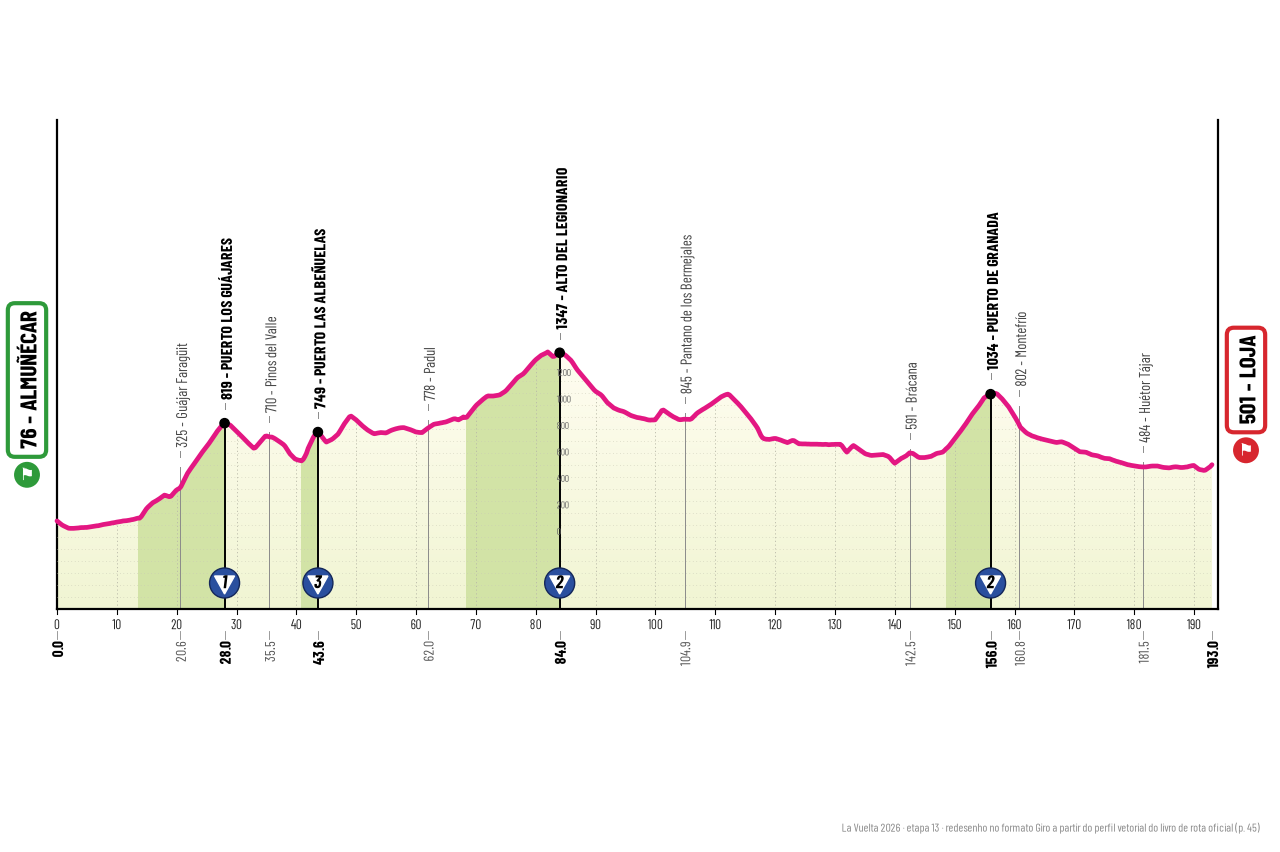 76 - ALMUÑÉCAR
325 - Guájar Faragüit
819 - PUERTO LOS GUÁJARES
710 - Pinos del Valle
749 - PUERTO LAS ALBEÑUELAS
778 - Padul
1347 - ALTO DEL LEGIONARIO
845 - Pantano de los Bermejales
591 - Brácana
1034 - PUERTO DE GRANADA
802 - Montefrío
484 - Huétor Tájar
501 - LOJA
1200
1000
800
600
400
200
0
1
3
2
2
0 10 20 30 40 50 60 70 80 90 100 110 120 130 140 150 160 170 180 190
0.0 20.6 28.0 35.5 43.6 62.0 84.0 104.9 142.5 156.0 160.8 181.5 193.0
La Vuelta 2026 · etapa 13 · redesenho no formato Giro a partir do perfil vetorial do livro de rota oficial (p. 45)